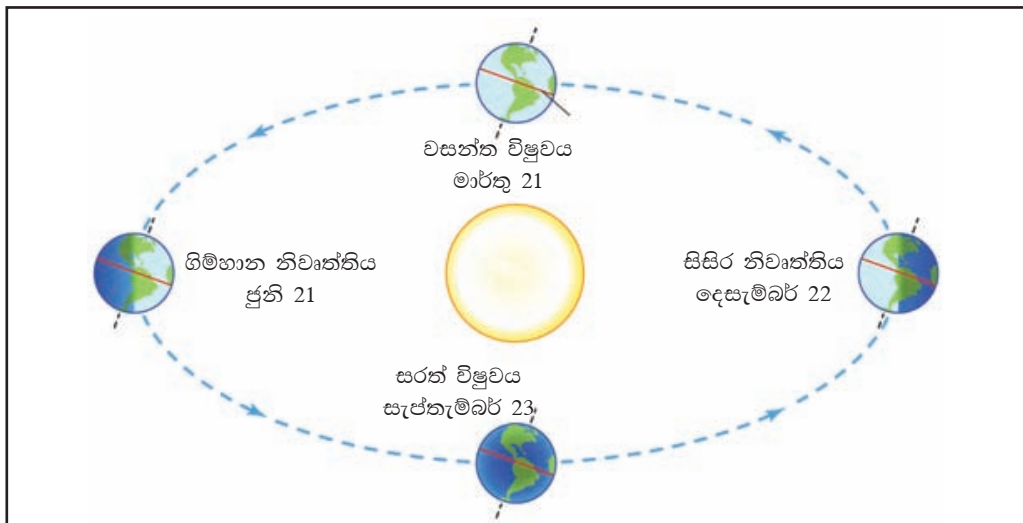 වසන්ත විෂුවය
මාර්තු 21
ගිම්හාන නිවෘත්තිය
ජුනි 21
සිසිර නිවෘත්තිය
දෙසැම්බර් 22
සරත් විෂුවය
සැප්තැම්බර් 23